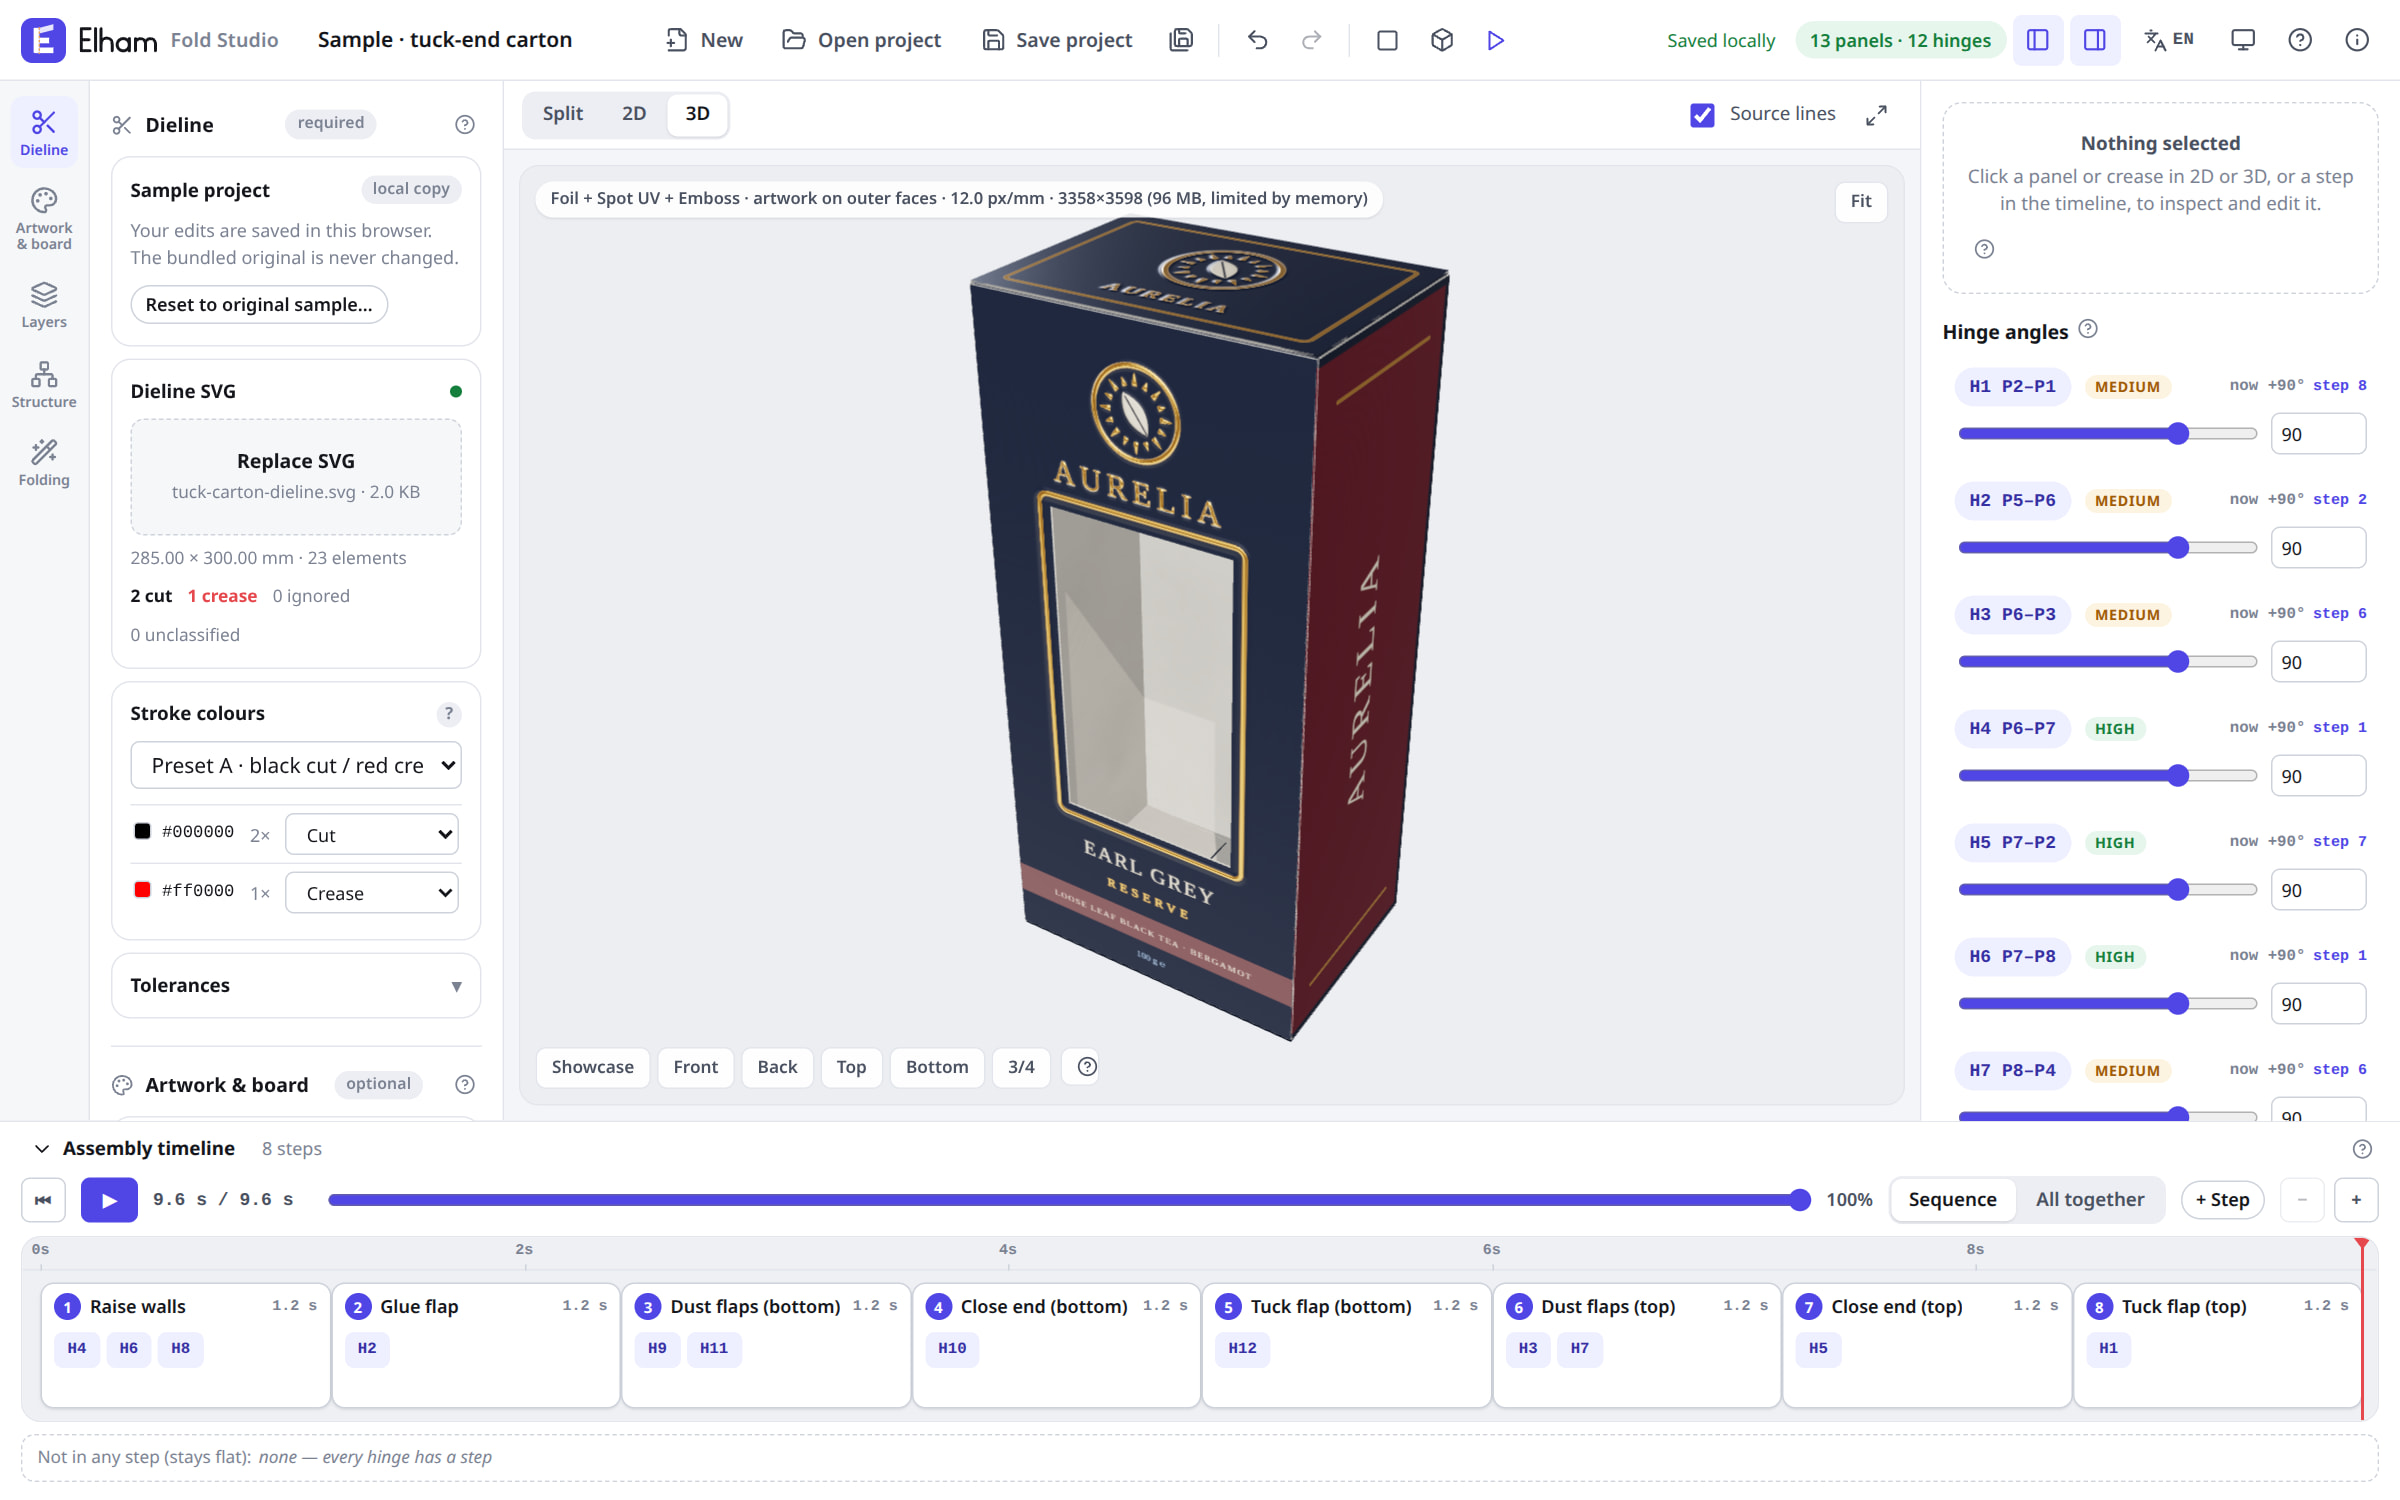 Elham Fold Studio
Sample · tuck-end carton
New
Open project
Save project
Saved locally
13 panels · 12 hinges
EN
Dieline
Artwork
& board
Layers
Structure
Folding
Dieline required
Sample project local copy
Your edits are saved in this browser.
The bundled original is never changed.
Reset to original sample...
Dieline SVG
Replace SVG
tuck-carton-dieline.svg · 2.0 KB
285.00 × 300.00 mm · 23 elements
2 cut 1 crease 0 ignored
0 unclassified
Stroke colours ?
Preset A · black cut / red cre
#000000 2× Cut
#ff0000 1× Crease
Tolerances
Artwork & board optional
Split 2D 3D
Source lines
Foil + Spot UV + Emboss · artwork on outer faces · 12.0 px/mm · 3358×3598 (96 MB, limited by memory)
Fit
AURELIA
AURELIA
AURELIA
EARL GREY
RESERVE
LOOSE LEAF BLACK TEA · BERGAMOT
100 g e
Showcase Front Back Top Bottom 3/4
Nothing selected
Click a panel or crease in 2D or 3D, or a step
in the timeline, to inspect and edit it.
Hinge angles
H1 P2–P1 MEDIUM now +90° step 8
90
H2 P5–P6 MEDIUM now +90° step 2
90
H3 P6–P3 MEDIUM now +90° step 6
90
H4 P6–P7 HIGH now +90° step 1
90
H5 P7–P2 HIGH now +90° step 7
90
H6 P7–P8 HIGH now +90° step 1
90
H7 P8–P4 MEDIUM now +90° step 6
90
Assembly timeline 8 steps
9.6 s / 9.6 s
100%
Sequence All together
+ Step
− +
0s 2s 4s 6s 8s
1 Raise walls 1.2 s
H4 H6 H8
2 Glue flap 1.2 s
H2
3 Dust flaps (bottom) 1.2 s
H9 H11
4 Close end (bottom) 1.2 s
H10
5 Tuck flap (bottom) 1.2 s
H12
6 Dust flaps (top) 1.2 s
H3 H7
7 Close end (top) 1.2 s
H5
8 Tuck flap (top) 1.2 s
H1
Not in any step (stays flat): none — every hinge has a step